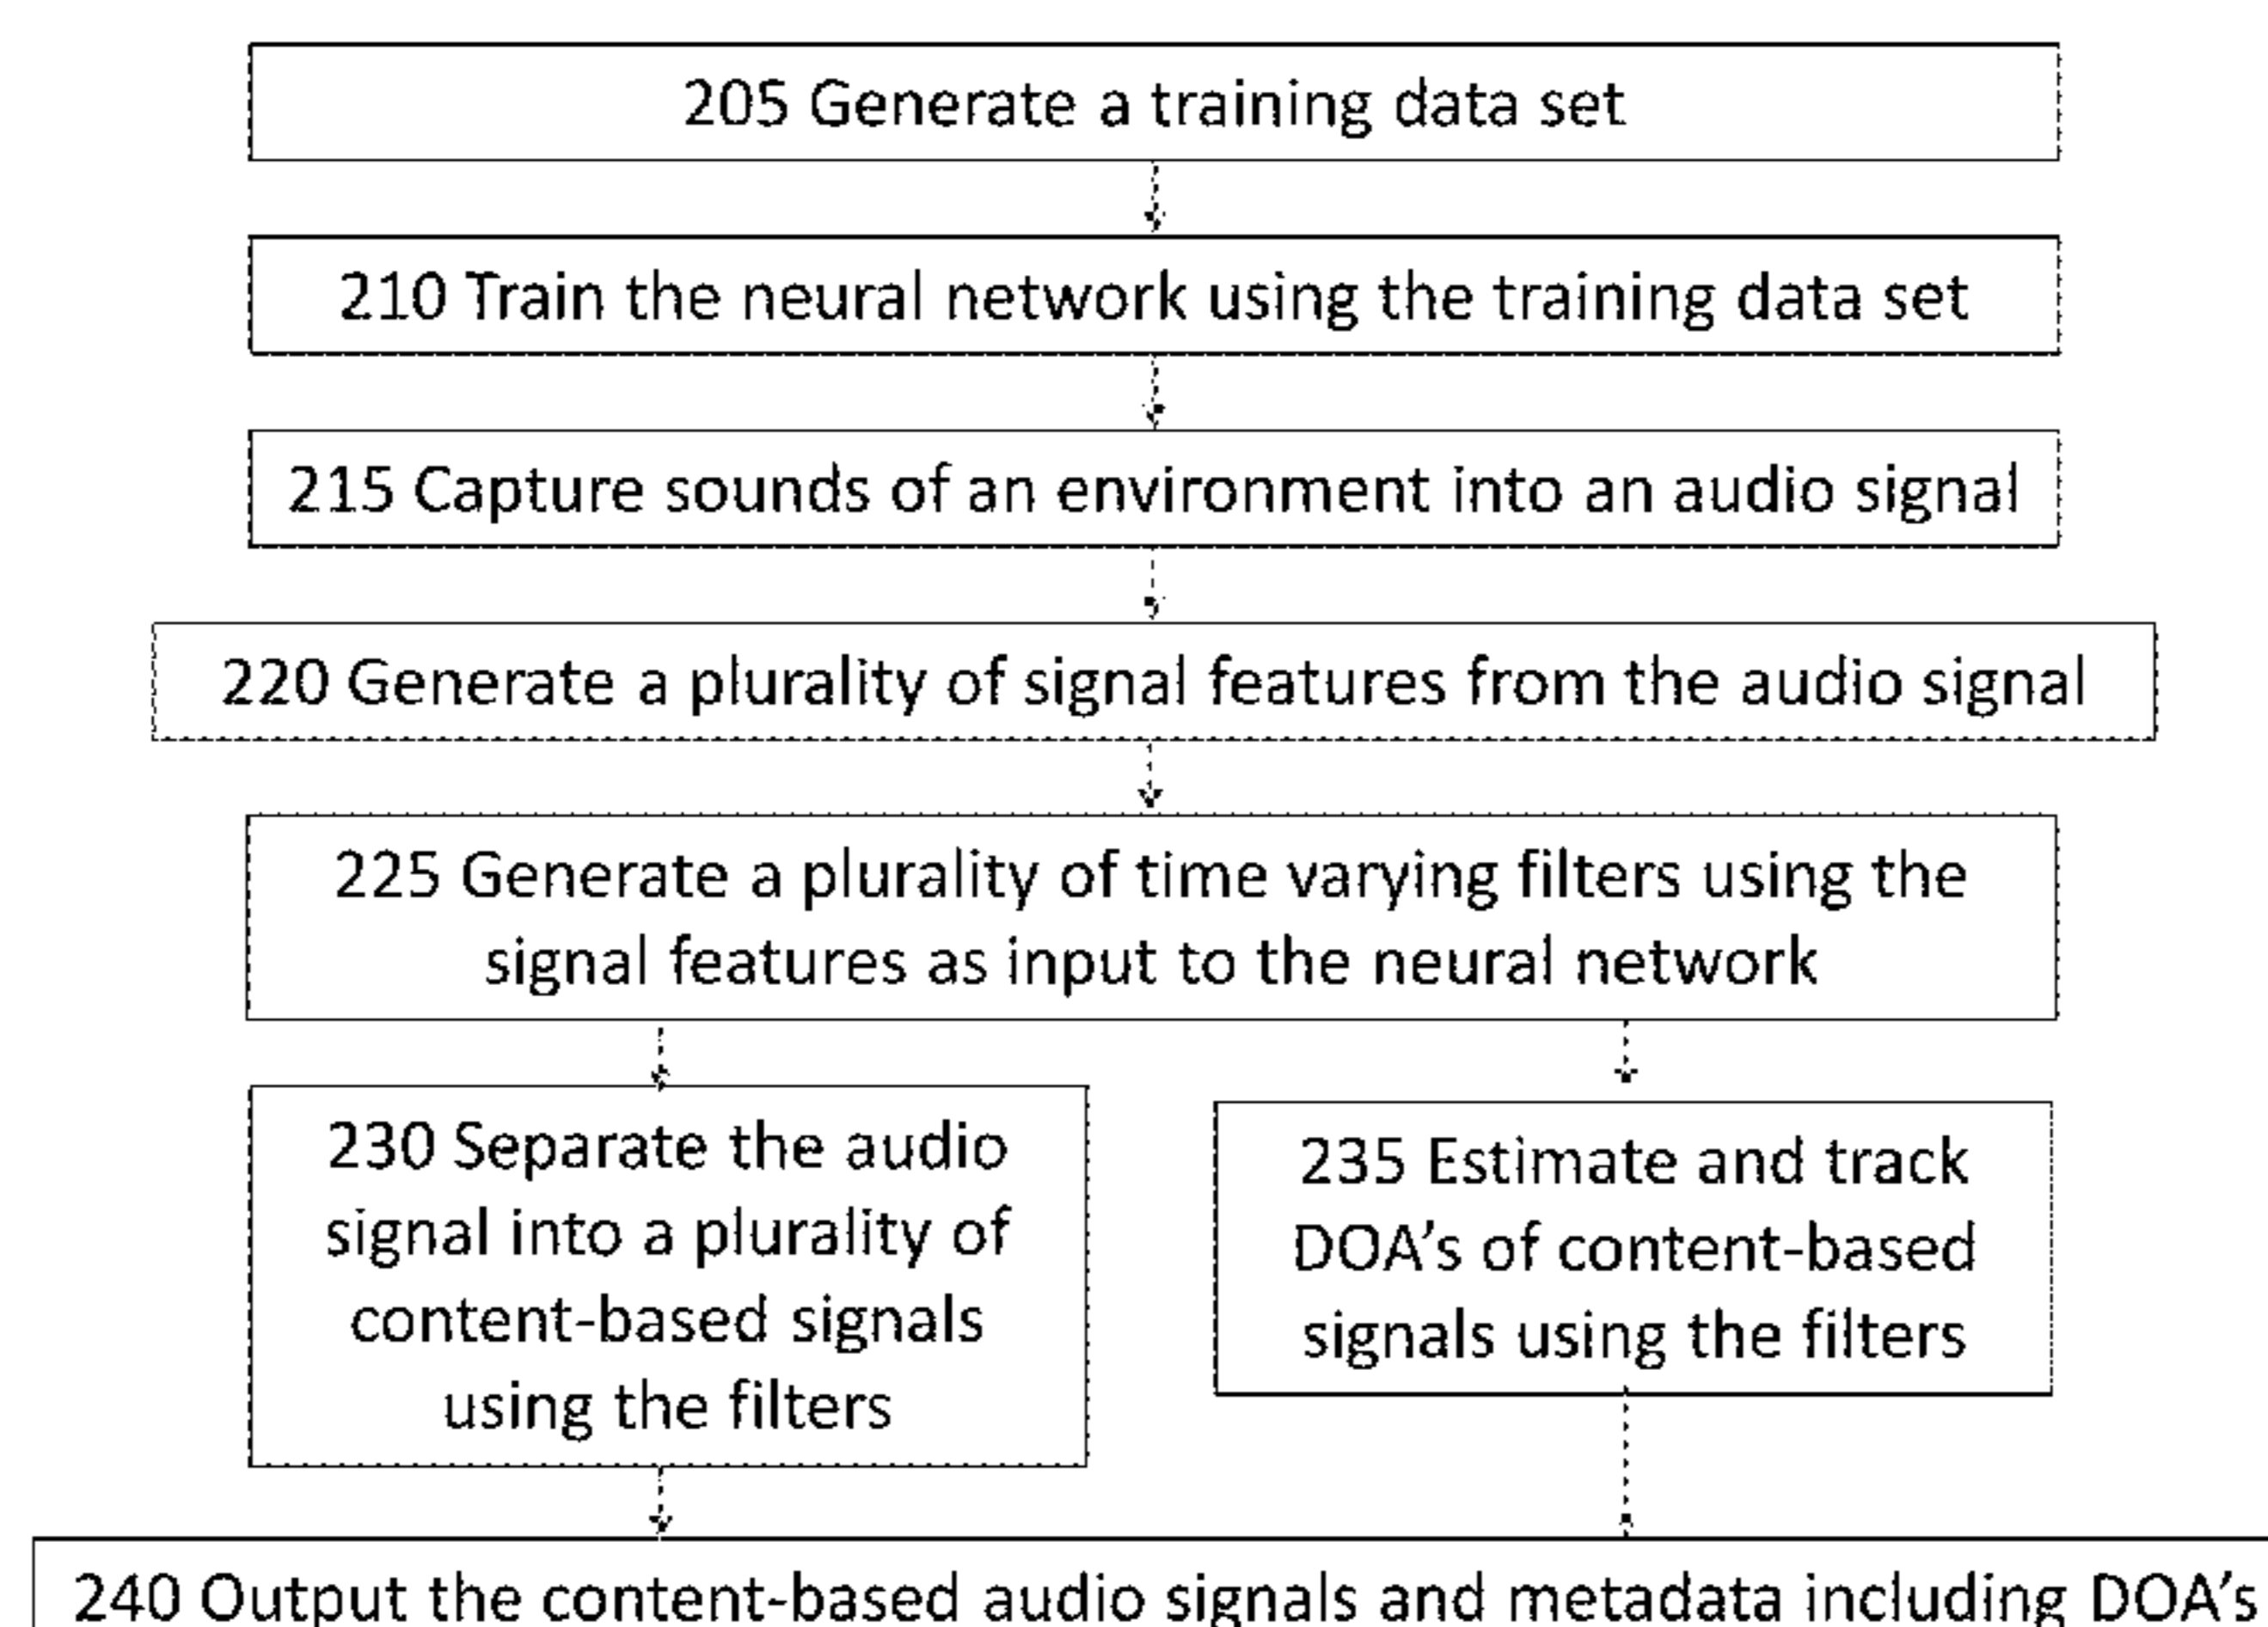 205 Generate a training data set
210 Train the neural network using the training data set
215 Capture sounds of an environment into an audio signal
220 Generate a plurality of signal features from the audio signal
225 Generate a plurality of time varying filters using the
signal features as input to the neural network
230 Separate the audio
signal into a plurality of
content-based signals
using the filters
235 Estimate and track
DOA's of content-based
signals using the filters
240 Output the content-based audio signals and metadata including DOA's